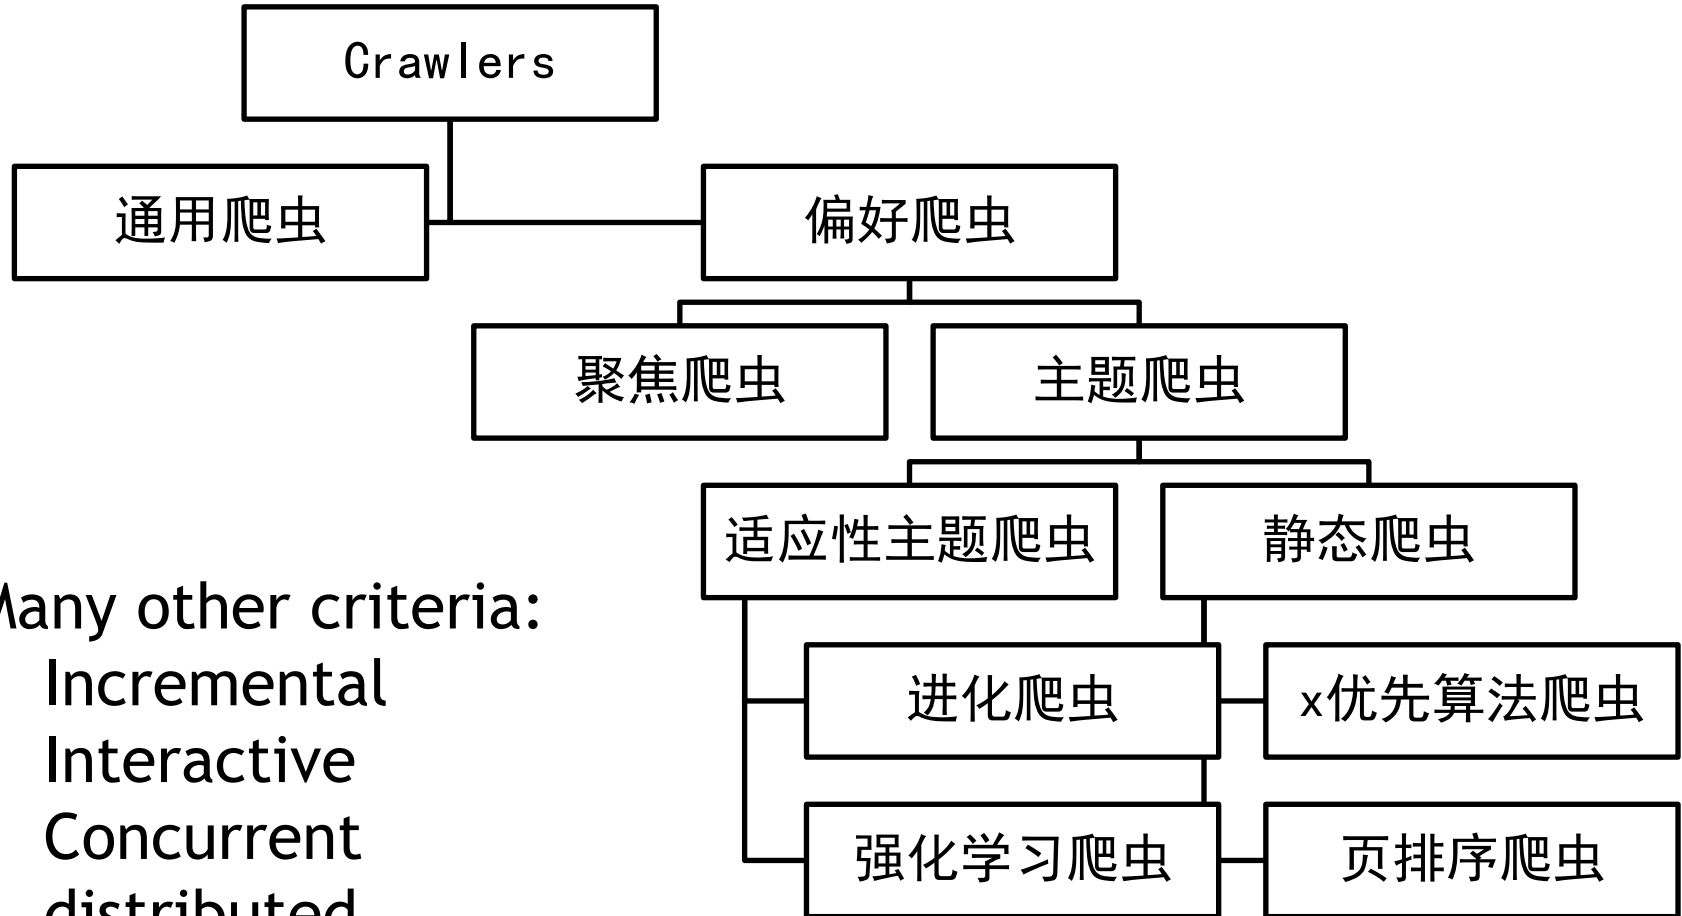 Crawlers
通用爬虫
偏好爬虫
聚焦爬虫
主题爬虫
适应性主题爬虫
静态爬虫
Many other criteria:
Incremental
Interactive
Concurrent
distributed
进化爬虫
x优先算法爬虫
强化学习爬虫
页排序爬虫